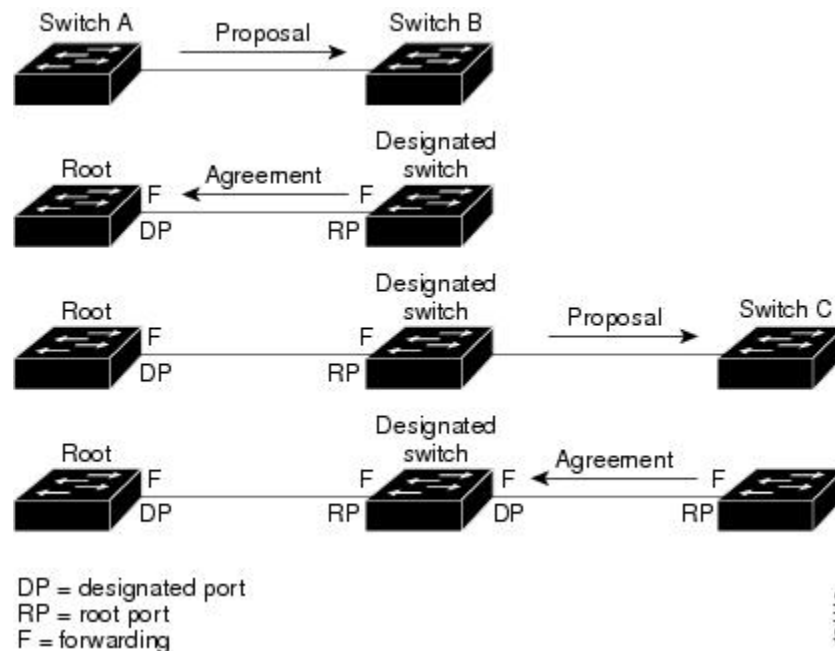 Switch A
Proposal
Switch B
Root
F
Agreement
F
Designated
switch
DP
RP
Root
F
Designated
switch
F
Proposal
Switch C
DP
RP
Root
F
Designated
switch
F
F
Agreement
F
DP
RP
DP
RP
DP = designated port
RP = root port
F = forwarding